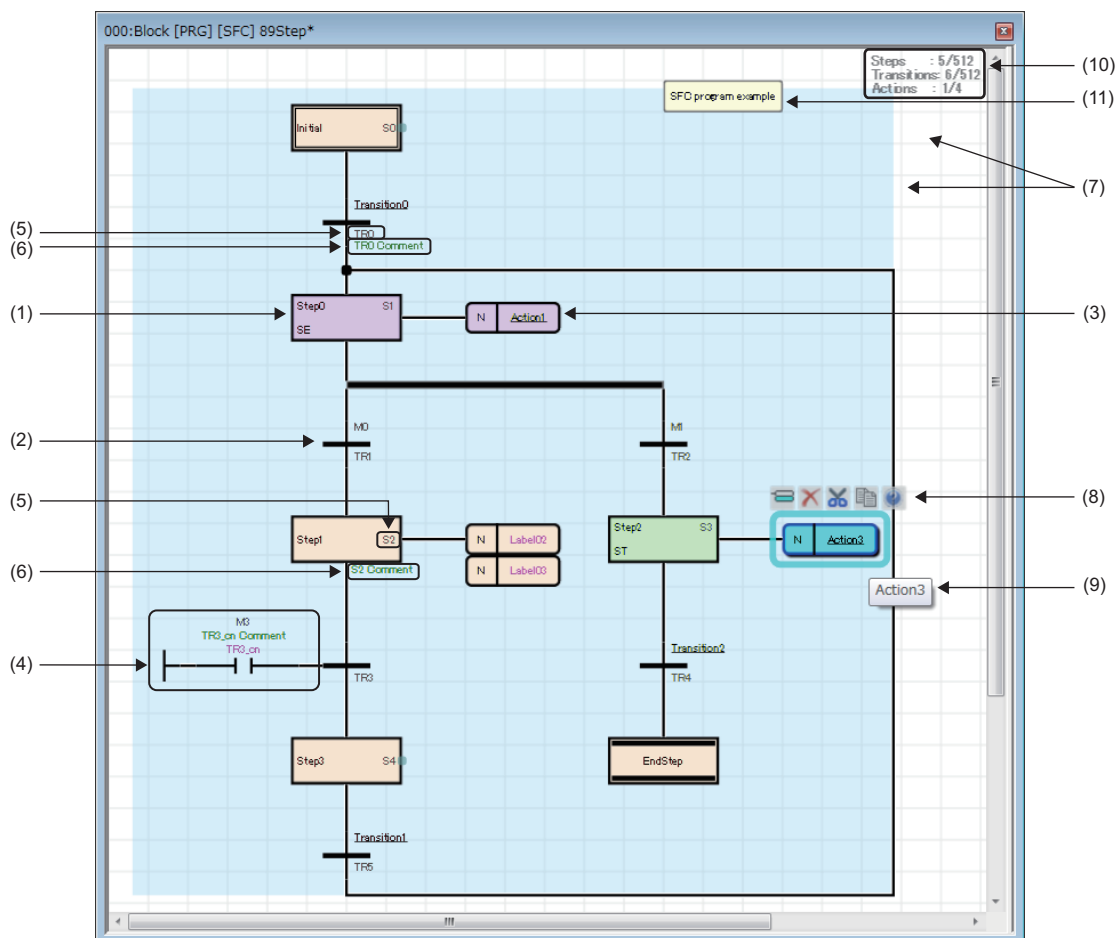 000:Block [PRG] [SFC] 89Step*
Steps : 5/512
Transitions: 6/512
Actions : 1/4
(10)
SFC program example
(11)
Initial S0
(7)
Transition0
(5)
TR0
(6)
TR0 Comment
(1)
Step0 S1
SE
N Action1
(3)
M0
M1
(2)
TR1
TR2
(5)
(8)
Step1 S2
N Label02
Step2 S3
ST
N Action3
(6)
S2 Comment
N Label03
Action3
(9)
M3
TR3_cn Comment
TR3_cn
(4)
TR3
Transition2
TR4
Step3 S4
EndStep
Transition1
TR5